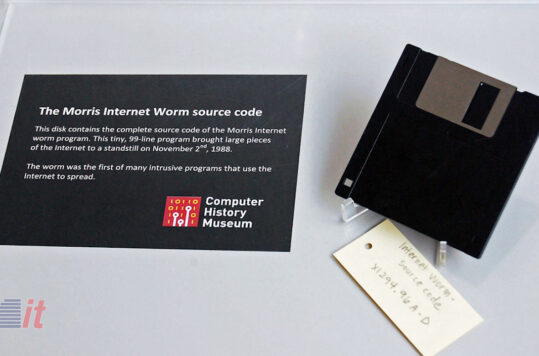 The Morris Internet Worm source code
This disk contains the complete source code of the Morris Internet
worm program. This tiny, 99-line program brought large pieces
of the Internet to a standstill on November 2nd, 1988.
The worm was the first of many intrusive programs that use the
Internet to spread.
Computer
History
Museum
Internet Worm-
source code
X1294.96 A-D
it